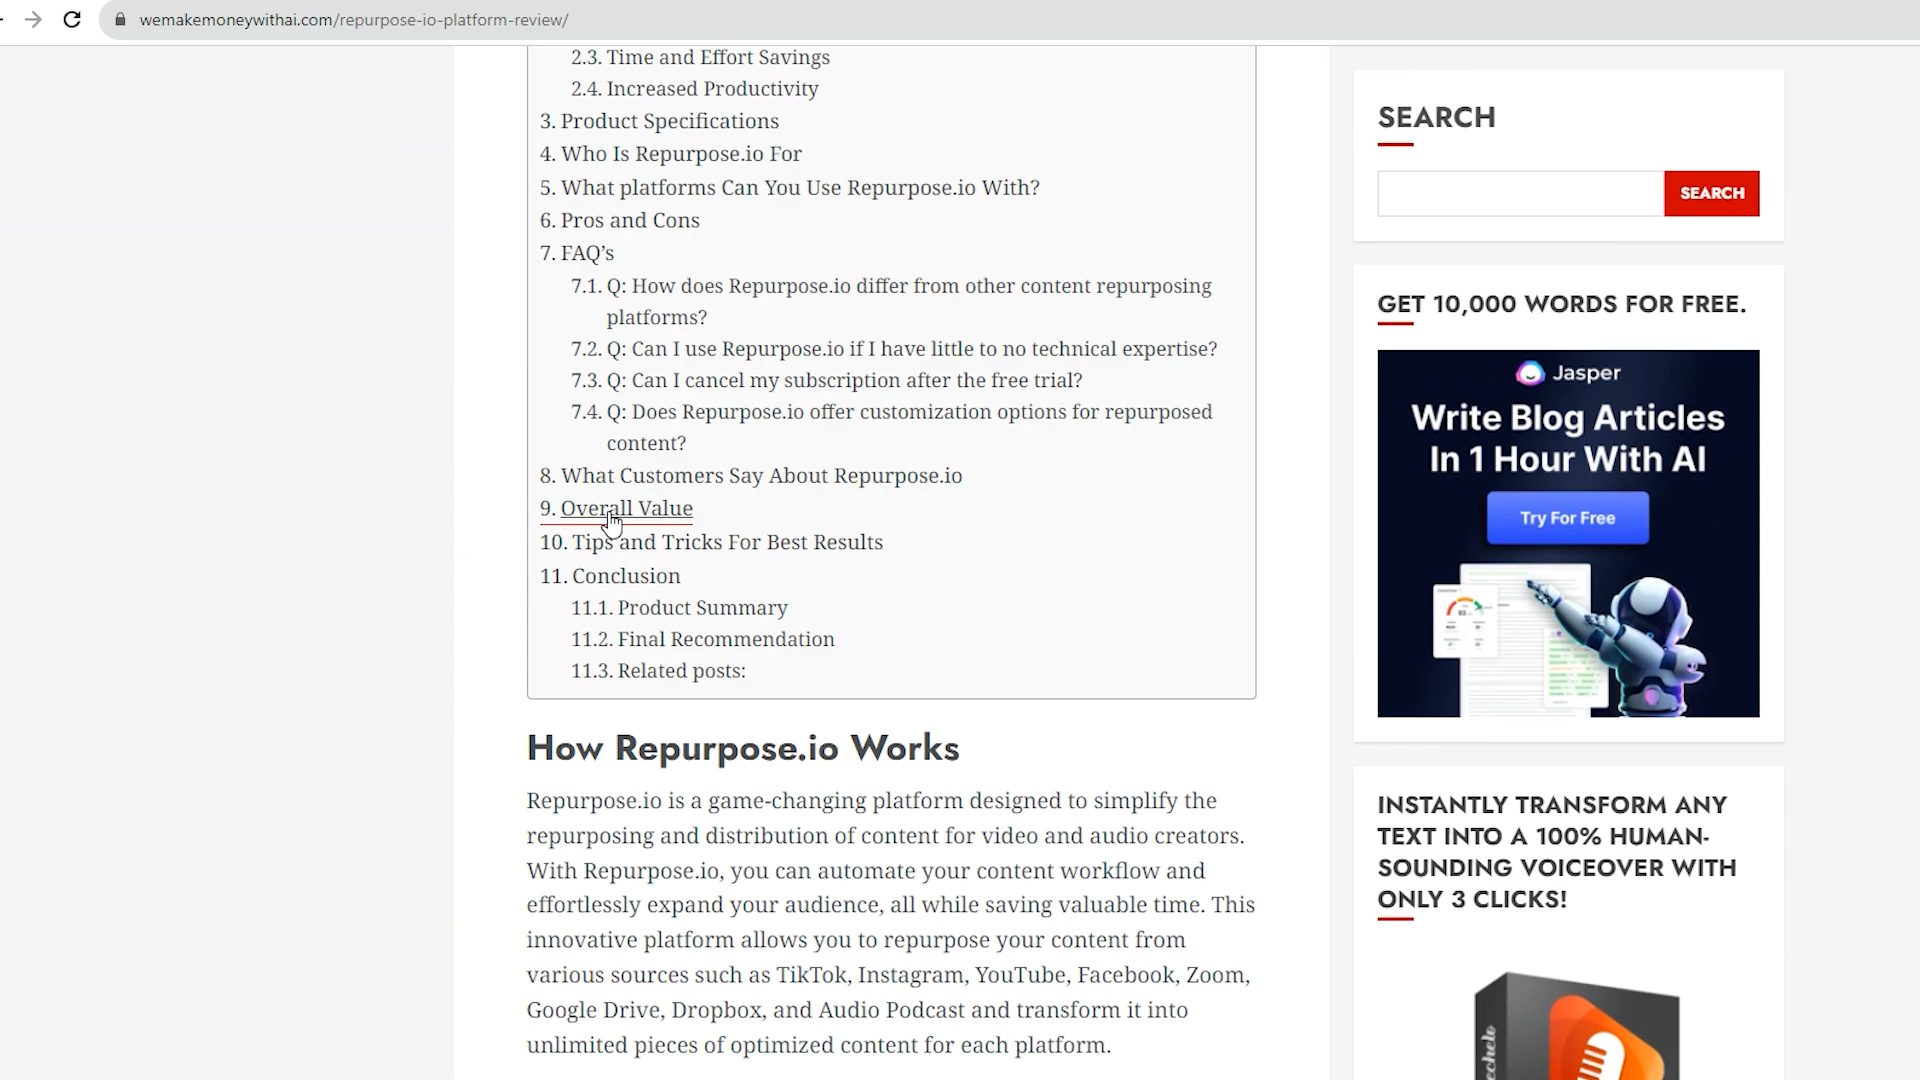 wemakemoneywithai.com/repurpose-io-platform-review/
2.3. Time and Effort Savings
2.4. Increased Productivity
3. Product Specifications
4. Who Is Repurpose.io For
5. What platforms Can You Use Repurpose.io With?
6. Pros and Cons
7. FAQ’s
7.1. Q: How does Repurpose.io differ from other content repurposing
platforms?
7.2. Q: Can I use Repurpose.io if I have little to no technical expertise?
7.3. Q: Can I cancel my subscription after the free trial?
7.4. Q: Does Repurpose.io offer customization options for repurposed
content?
8. What Customers Say About Repurpose.io
9. Overall Value
10. Tips and Tricks For Best Results
11. Conclusion
11.1. Product Summary
11.2. Final Recommendation
11.3. Related posts:
How Repurpose.io Works
Repurpose.io is a game-changing platform designed to simplify the
repurposing and distribution of content for video and audio creators.
With Repurpose.io, you can automate your content workflow and
effortlessly expand your audience, all while saving valuable time. This
innovative platform allows you to repurpose your content from
various sources such as TikTok, Instagram, YouTube, Facebook, Zoom,
Google Drive, Dropbox, and Audio Podcast and transform it into
unlimited pieces of optimized content for each platform.
SEARCH
SEARCH
GET 10,000 WORDS FOR FREE.
Jasper
Write Blog Articles
In 1 Hour With AI
Try For Free
INSTANTLY TRANSFORM ANY
TEXT INTO A 100% HUMAN-
SOUNDING VOICEOVER WITH
ONLY 3 CLICKS!